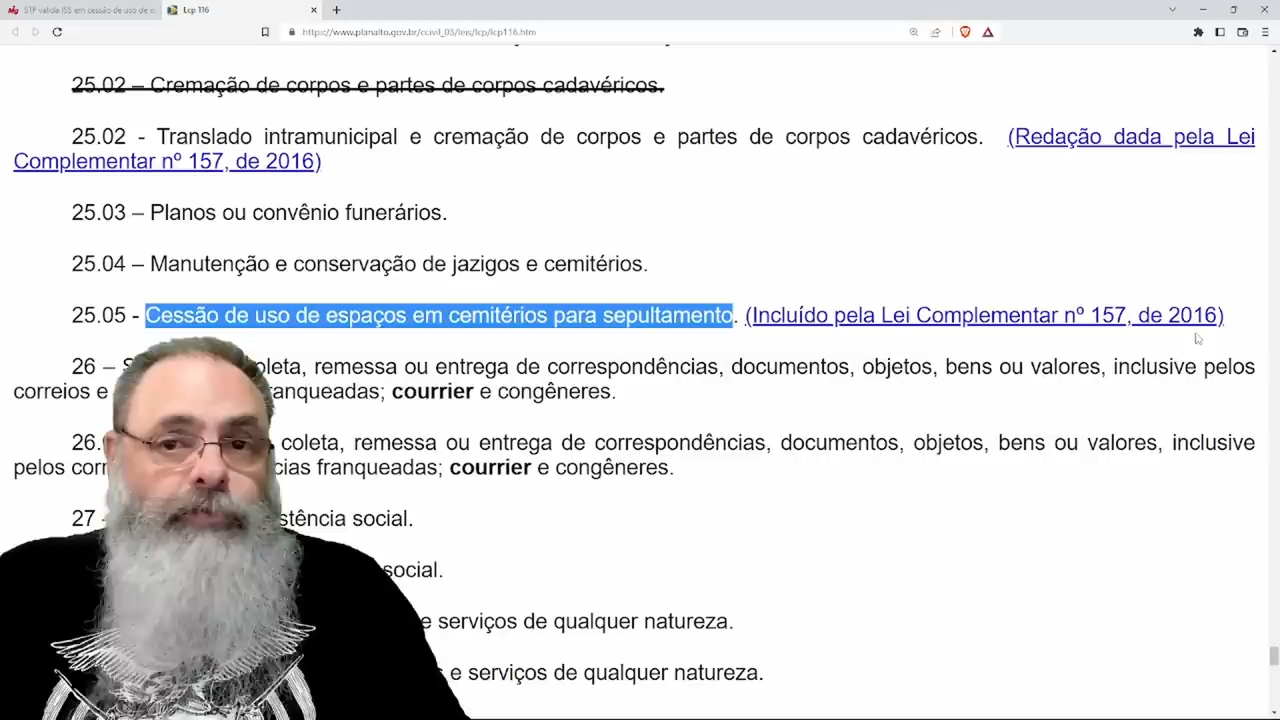 STF valida ISS em cessão de uso de e
Lcp 116
https://www.planalto.gov.br/ccivil_03/leis/lcp/lcp116.htm
25.02 – Cremação de corpos e partes de corpos cadavéricos.
25.02 - Translado intramunicipal e cremação de corpos e partes de corpos cadavéricos. (Redação dada pela Lei
Complementar nº 157, de 2016)
25.03 – Planos ou convênio funerários.
25.04 – Manutenção e conservação de jazigos e cemitérios.
25.05 - Cessão de uso de espaços em cemitérios para sepultamento. (Incluído pela Lei Complementar nº 157, de 2016)
26 – oleta, remessa ou entrega de correspondências, documentos, objetos, bens ou valores, inclusive pelos
correios e ranqueadas; courrier e congêneres.
26. coleta, remessa ou entrega de correspondências, documentos, objetos, bens ou valores, inclusive
pelos corr cias franqueadas; courrier e congêneres.
27 stência social.
social.
e serviços de qualquer natureza.
e serviços de qualquer natureza.